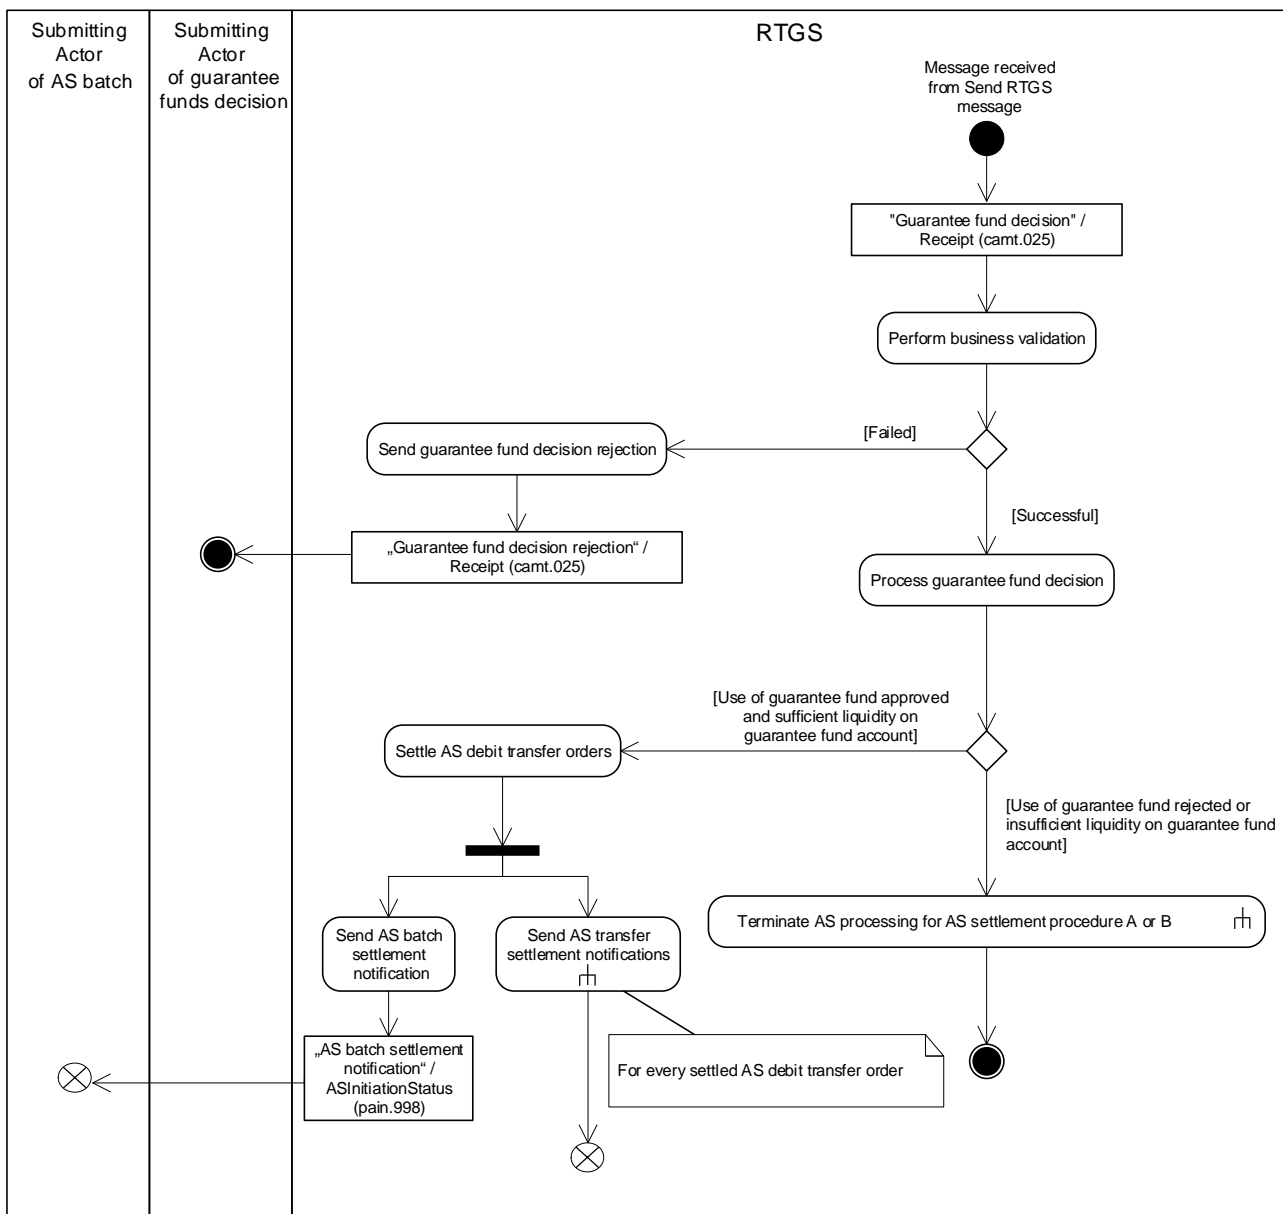 Submitting
Actor
of AS batch
Submitting
Actor
of guarantee
funds decision
RTGS
Message received
from Send RTGS
message
"Guarantee fund decision" /
Receipt (camt.025)
Perform business validation
[Failed]
Send guarantee fund decision rejection
[Successful]
„Guarantee fund decision rejection“ /
Receipt (camt.025)
Process guarantee fund decision
[Use of guarantee fund approved
and sufficient liquidity on
guarantee fund account]
Settle AS debit transfer orders
[Use of guarantee fund rejected or
insufficient liquidity on guarantee fund
account]
Terminate AS processing for AS settlement procedure A or B
Send AS batch
settlement
notification
Send AS transfer
settlement notifications
„AS batch settlement
notification“ /
ASInitiationStatus
(pain.998)
For every settled AS debit transfer order